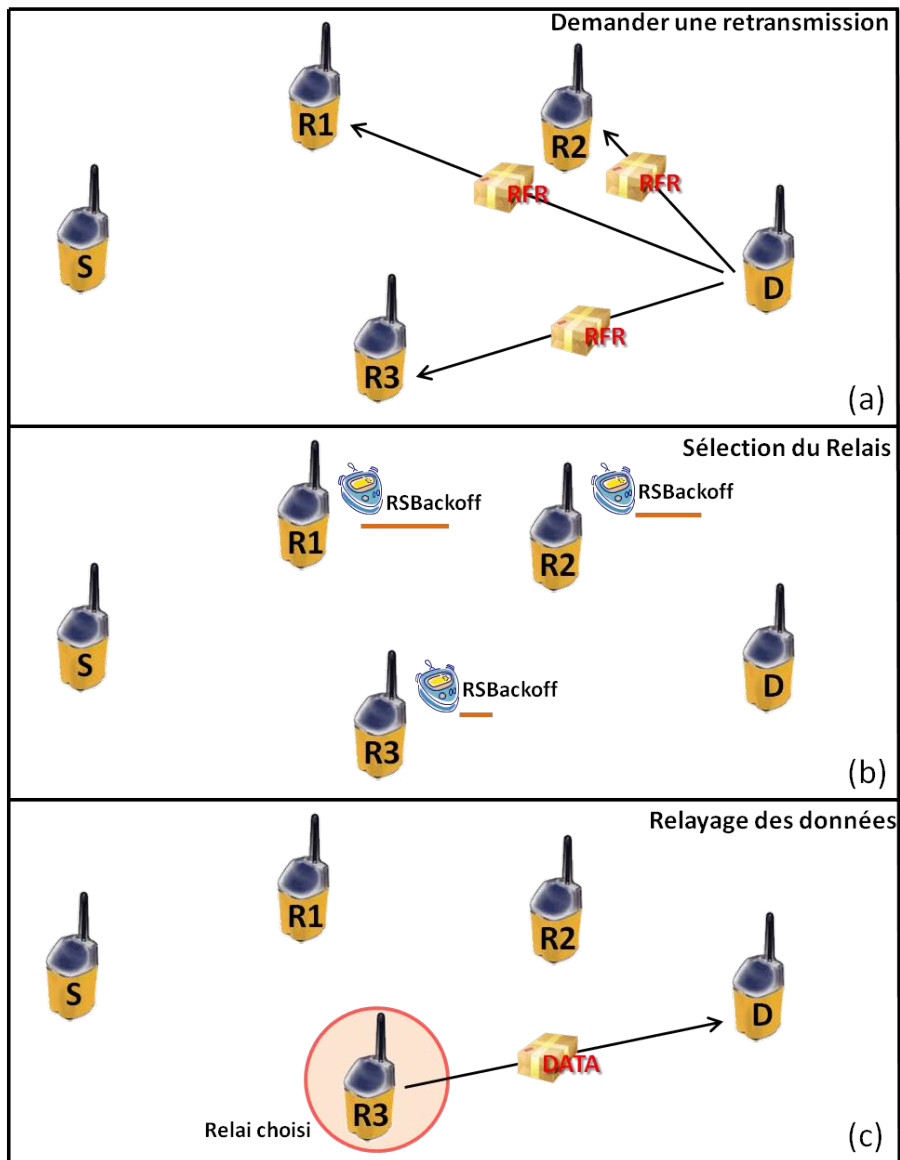 Demander une retransmission
R1
R2
RFR
RFR
S
D
RFR
R3
(a)
Sélection du Relais
RSBackoff
RSBackoff
R1
R2
S
D
RSBackoff
R3
(b)
Relayage des données
R1
R2
S
D
DATA
R3
Relai choisi
(c)